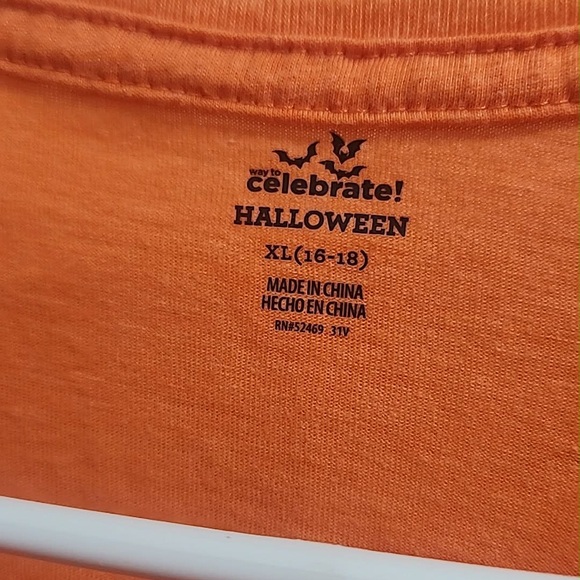 way to
celebrate!
HALLOWEEN
XL(16-18)
MADE IN CHINA
HECHO EN CHINA
RN#52469 31V